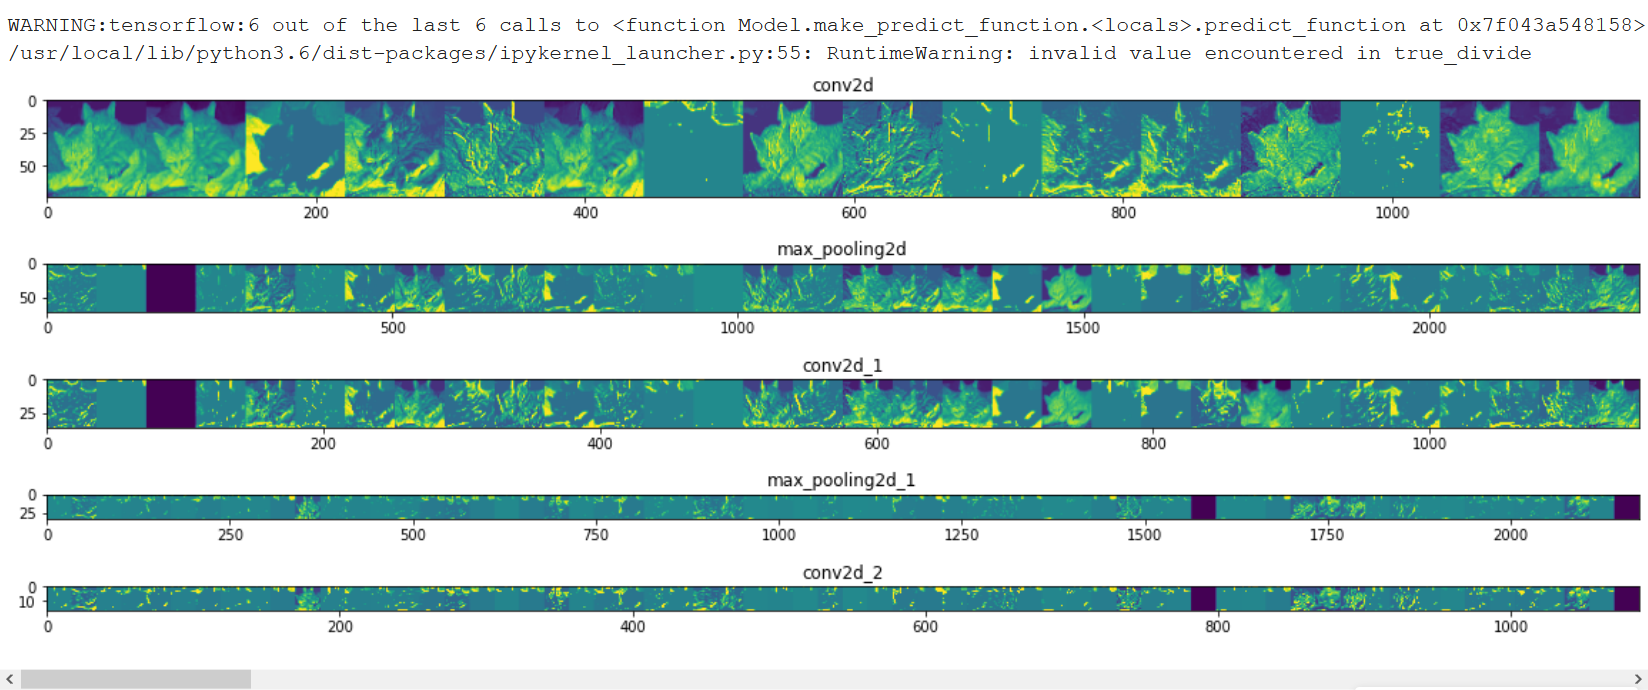 WARNING:tensorflow:6 out of the last 6 calls to <function Model.make_predict_function.<locals>.predict_function at 0x7f043a548158>
/usr/local/lib/python3.6/dist-packages/ipykernel_launcher.py:55: RuntimeWarning: invalid value encountered in true_divide
conv2d
0
25
50
0 200 400 600 800 1000
max_pooling2d
0
50
0 500 1000 1500 2000
conv2d_1
0
25
0 200 400 600 800 1000
max_pooling2d_1
0
25
0 250 500 750 1000 1250 1500 1750 2000
conv2d_2
0
10
0 200 400 600 800 1000